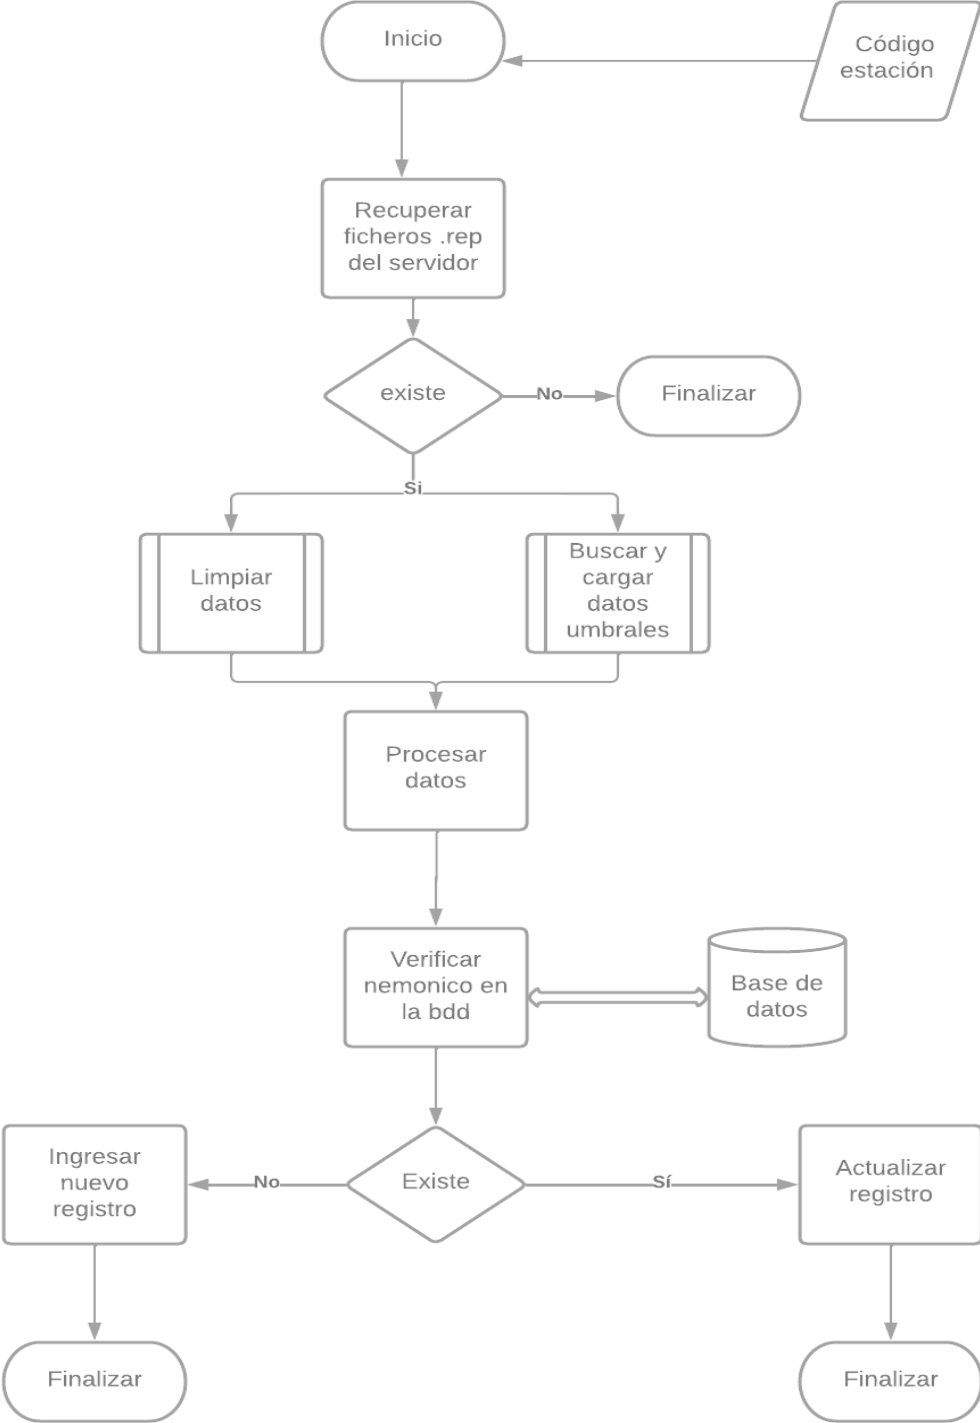 Inicio
Código
estación
Recuperar
ficheros .rep
del servidor
existe
No
Finalizar
Si
Limpiar
datos
Buscar y
cargar
datos
umbrales
Procesar
datos
Verificar
nemonico en
la bdd
Base de
datos
Ingresar
nuevo
registro
No
Existe
Sí
Actualizar
registro
Finalizar
Finalizar